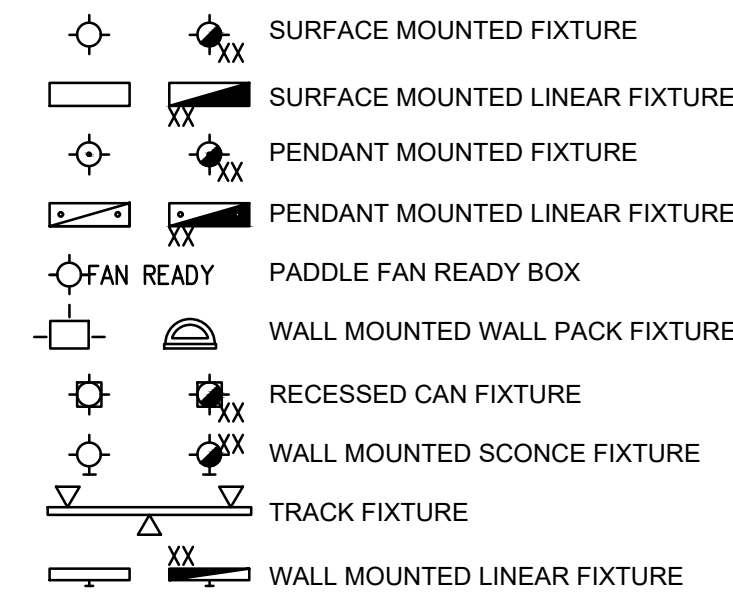 XX SURFACE MOUNTED FIXTURE
XX SURFACE MOUNTED LINEAR FIXTURE
XX PENDANT MOUNTED FIXTURE
XX PENDANT MOUNTED LINEAR FIXTURE
FAN READY PADDLE FAN READY BOX
WALL MOUNTED WALL PACK FIXTURE
XX RECESSED CAN FIXTURE
XX WALL MOUNTED SCONCE FIXTURE
TRACK FIXTURE
XX WALL MOUNTED LINEAR FIXTURE